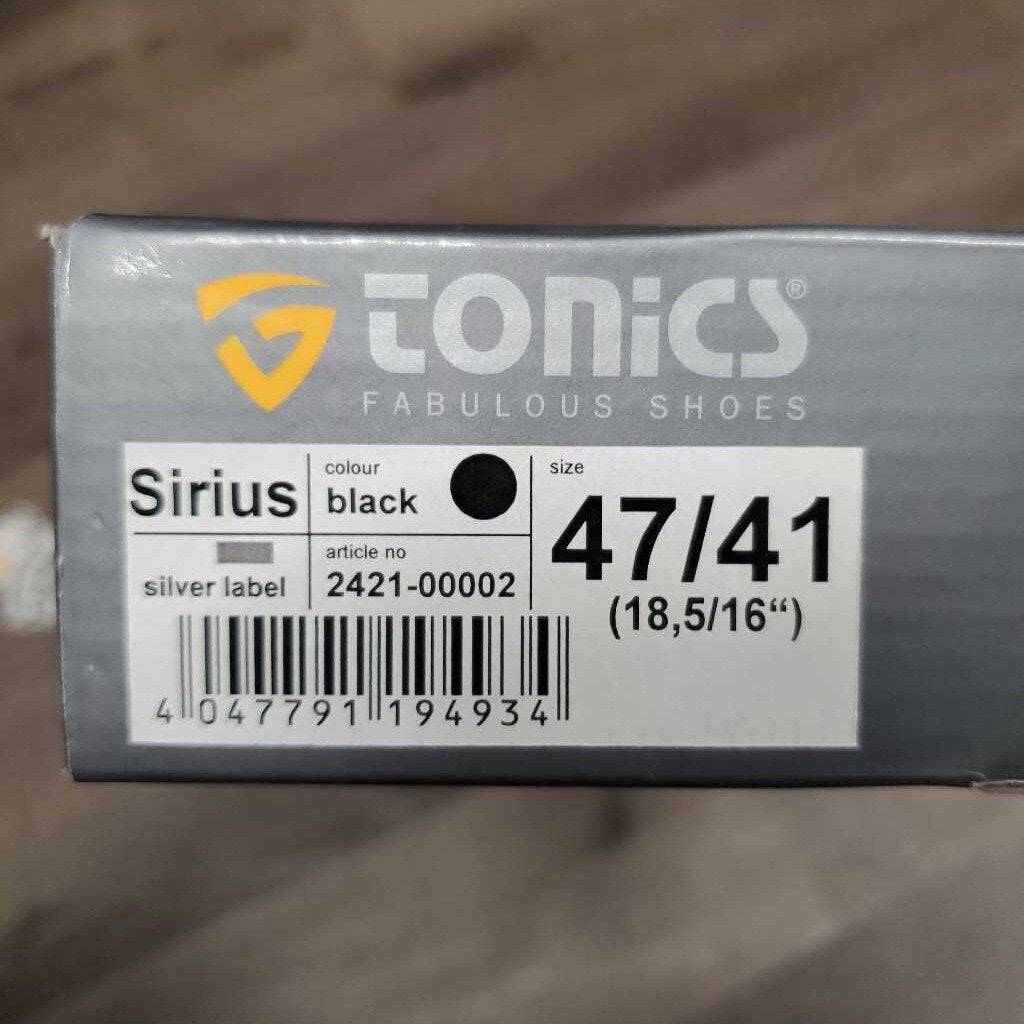 TONiCS®
FABULOUS SHOES
Sirius
silver label
colour
black
article no
2421-00002
size
47/41
(18,5/16“)
4 047791 194934